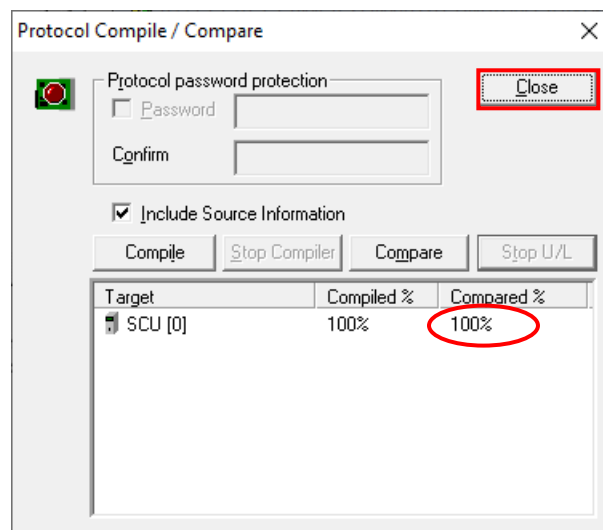 Protocol Compile / Compare
Protocol password protection
Close
Password
Confirm
Include Source Information
Compile Stop Compiler Compare Stop U/L
Target Compiled % Compared %
SCU [0] 100% 100%